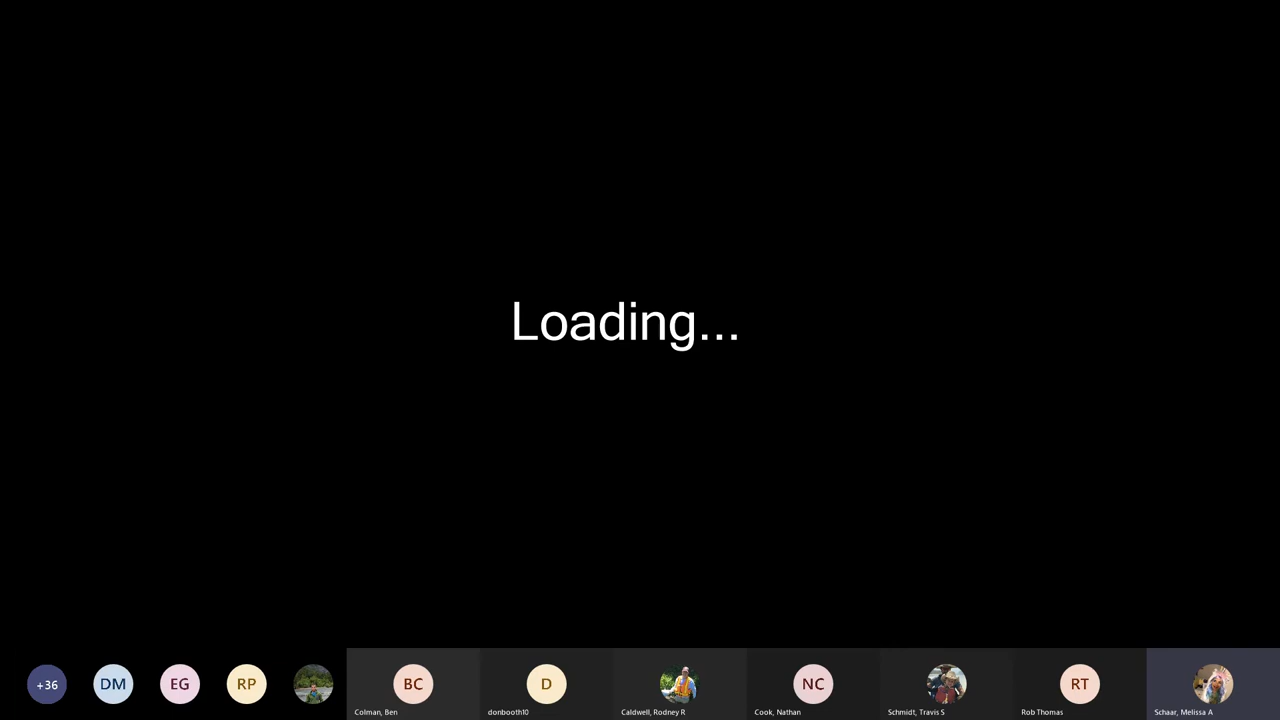 Loading...
+36
DM
EG
RP
BC
D
NC
RT
Colman, Ben
donbooth10
Caldwell, Rodney R
Cook, Nathan
Schmidt, Travis S
Rob Thomas
Schaar, Melissa A